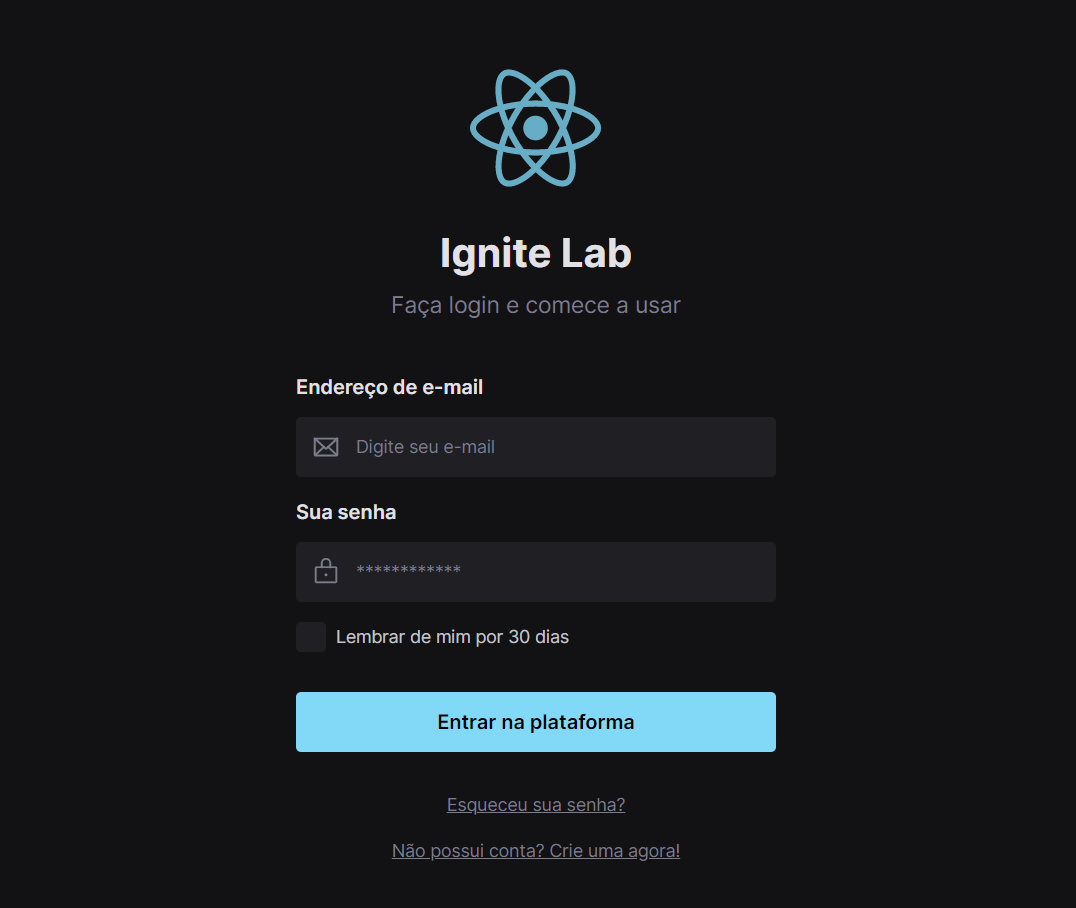 Ignite Lab
Faça login e comece a usar
Endereço de e-mail
Digite seu e-mail
Sua senha
************
Lembrar de mim por 30 dias
Entrar na plataforma
Esqueceu sua senha?
Não possui conta? Crie uma agora!